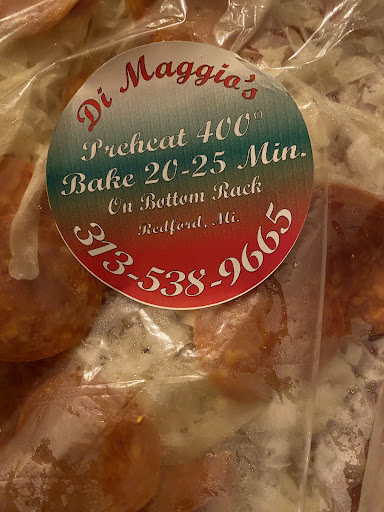 Di Maggio's
Preheat 400°
Bake 20-25 Min.
On Bottom Rack
Redford, Mi.
313-538-9665